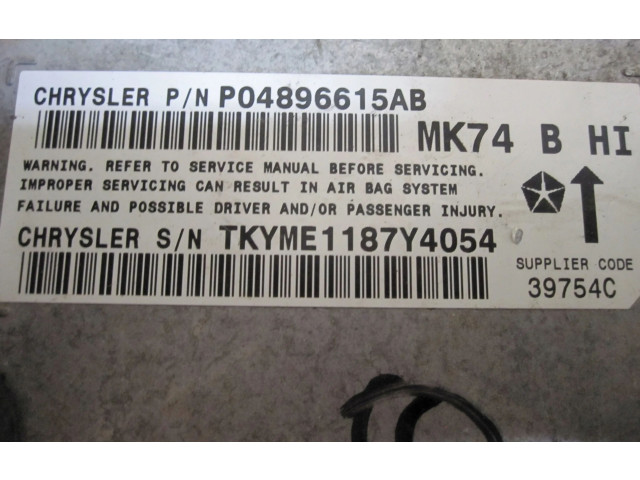 CHRYSLER P/N P04896615AB
MK74 B HI
WARNING. REFER TO SERVICE MANUAL BEFORE SERVICING.
IMPROPER SERVICING CAN RESULT IN AIR BAG SYSTEM
FAILURE AND POSSIBLE DRIVER AND/OR PASSENGER INJURY.
CHRYSLER S/N TKYME1187Y4054
SUPPLIER CODE
39754C